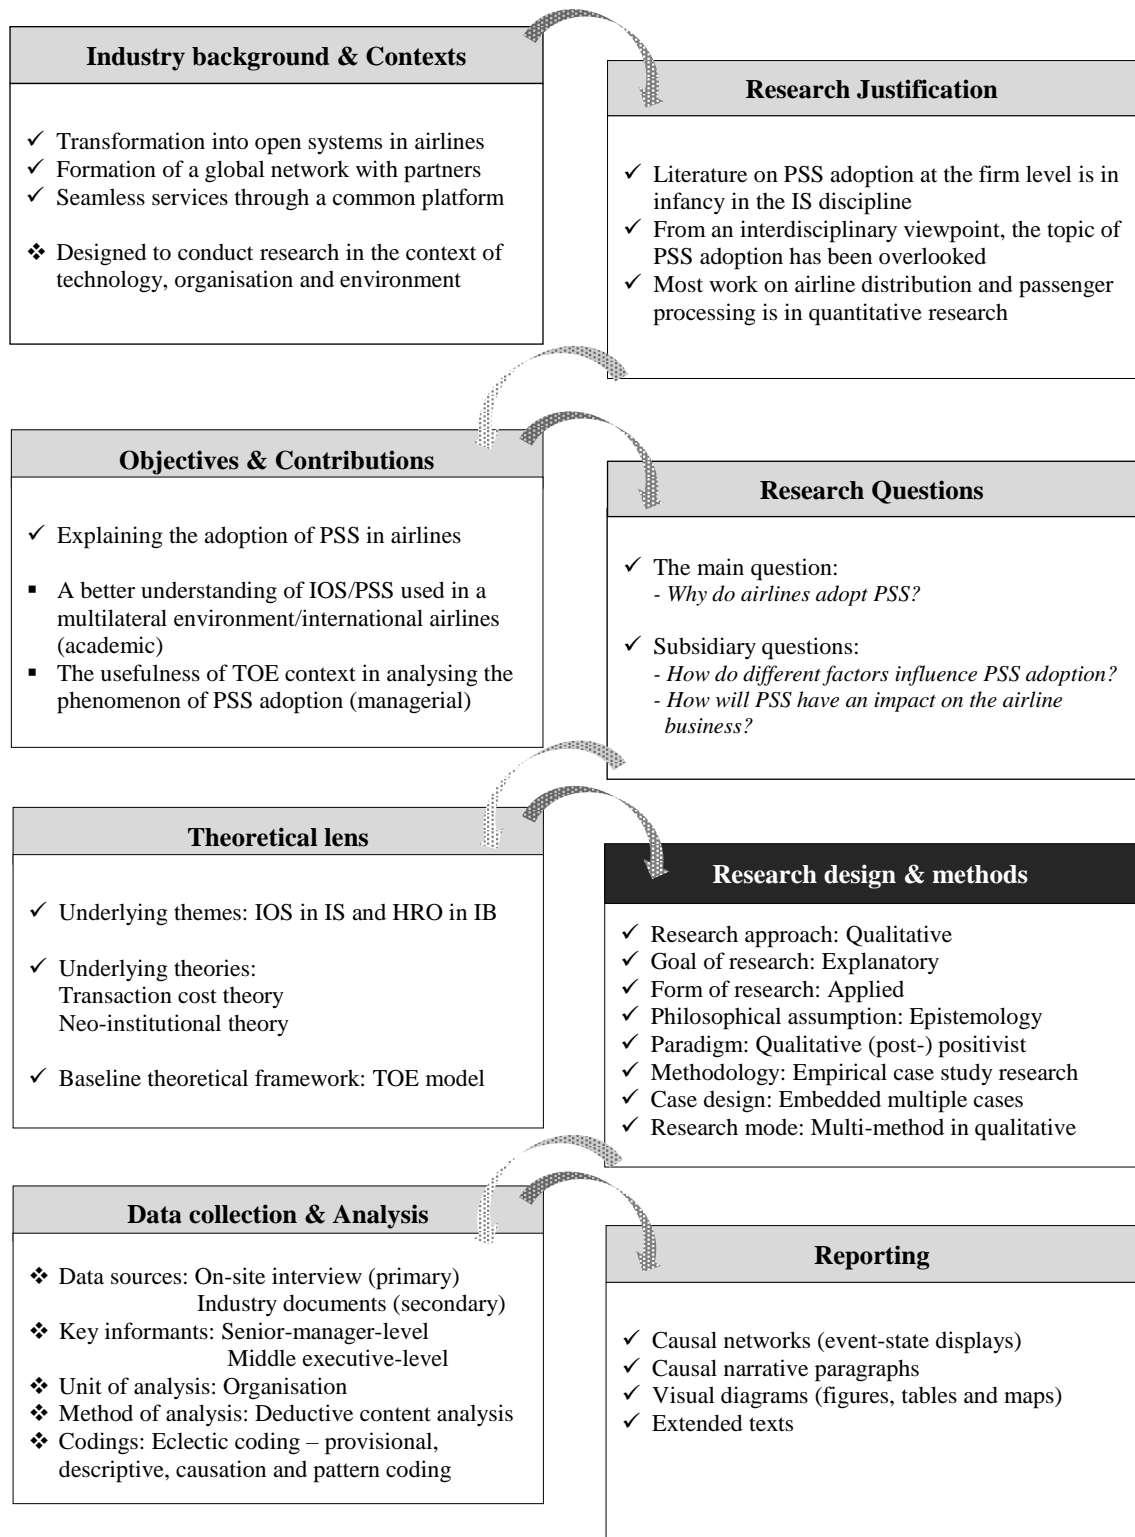 Industry background & Contexts
✓ Transformation into open systems in airlines
✓ Formation of a global network with partners
✓ Seamless services through a common platform
❖ Designed to conduct research in the context of
technology, organisation and environment
Research Justification
✓ Literature on PSS adoption at the firm level is in
infancy in the IS discipline
✓ From an interdisciplinary viewpoint, the topic of
PSS adoption has been overlooked
✓ Most work on airline distribution and passenger
processing is in quantitative research
Objectives & Contributions
✓ Explaining the adoption of PSS in airlines
▪ A better understanding of IOS/PSS used in a
multilateral environment/international airlines
(academic)
▪ The usefulness of TOE context in analysing the
phenomenon of PSS adoption (managerial)
Research Questions
✓ The main question:
- Why do airlines adopt PSS?
✓ Subsidiary questions:
- How do different factors influence PSS adoption?
- How will PSS have an impact on the airline
business?
Theoretical lens
✓ Underlying themes: IOS in IS and HRO in IB
✓ Underlying theories:
Transaction cost theory
Neo-institutional theory
✓ Baseline theoretical framework: TOE model
Research design & methods
✓ Research approach: Qualitative
✓ Goal of research: Explanatory
✓ Form of research: Applied
✓ Philosophical assumption: Epistemology
✓ Paradigm: Qualitative (post-) positivist
✓ Methodology: Empirical case study research
✓ Case design: Embedded multiple cases
✓ Research mode: Multi-method in qualitative
Data collection & Analysis
❖ Data sources: On-site interview (primary)
Industry documents (secondary)
❖ Key informants: Senior-manager-level
Middle executive-level
❖ Unit of analysis: Organisation
❖ Method of analysis: Deductive content analysis
❖ Codings: Eclectic coding – provisional,
descriptive, causation and pattern coding
Reporting
✓ Causal networks (event-state displays)
✓ Causal narrative paragraphs
✓ Visual diagrams (figures, tables and maps)
✓ Extended texts